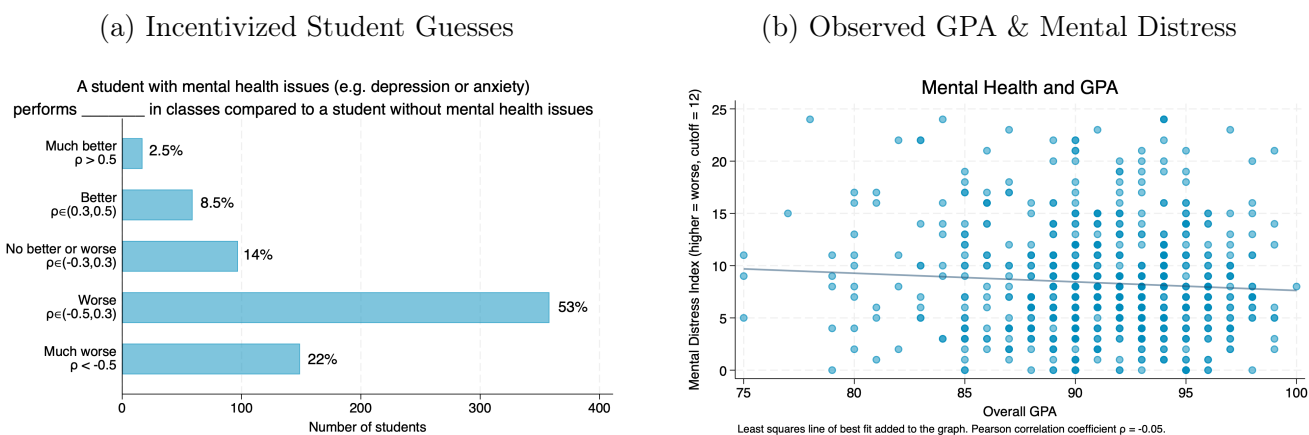 (a) Incentivized Student Guesses
A student with mental health issues (e.g. depression or anxiety)
performs ________ in classes compared to a student without mental health issues
Much better
ρ > 0.5
2.5%
Better
ρ∈(0.3,0.5)
8.5%
No better or worse
ρ∈(-0.3,0.3)
14%
Worse
ρ∈(-0.5,0.3)
53%
Much worse
ρ < -0.5
22%
0 100 200 300 400
Number of students
(b) Observed GPA & Mental Distress
Mental Health and GPA
Mental Distress Index (higher = worse, cutoff = 12)
25
20
15
10
5
0
75 80 85 90 95 100
Overall GPA
Least squares line of best fit added to the graph. Pearson correlation coefficient ρ = -0.05.